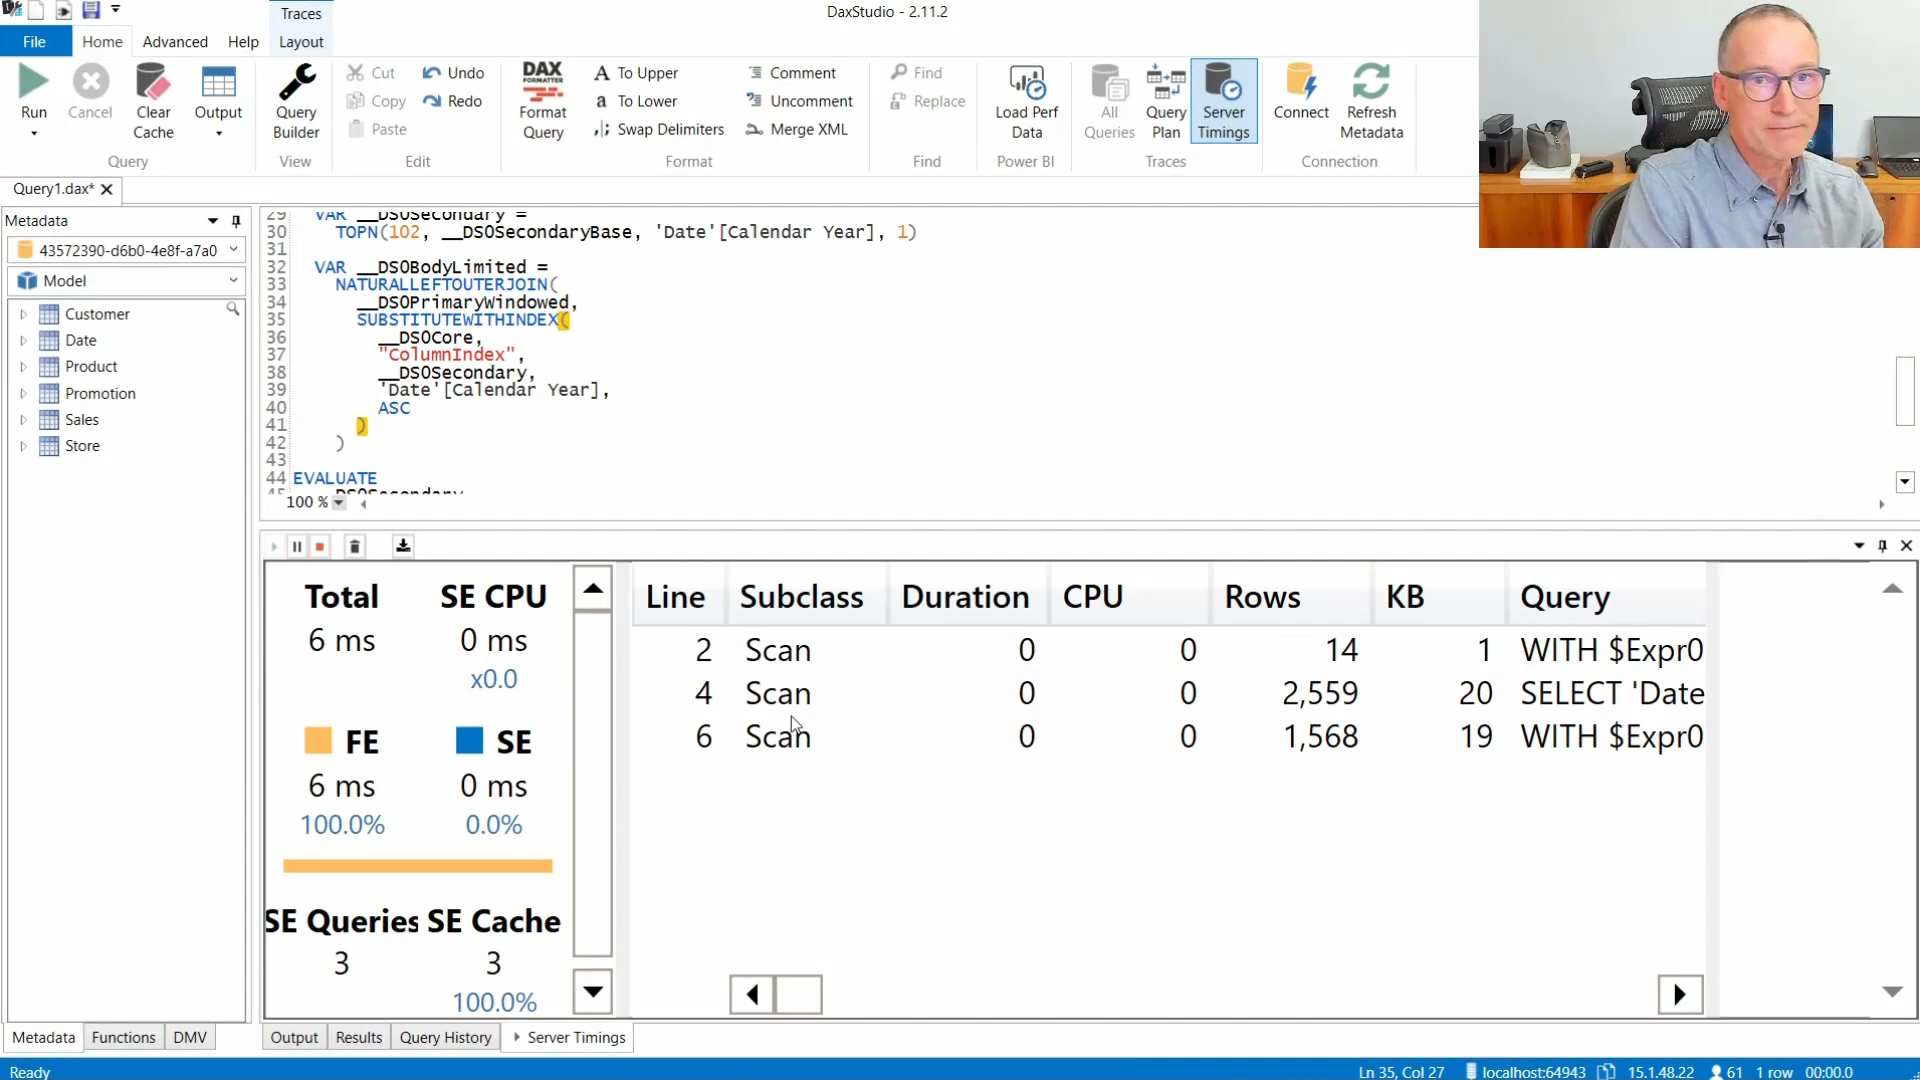 Traces
DaxStudio - 2.11.2
File
Home
Advanced
Help
Layout
Run
Cancel
Clear
Cache
Output
Query
Query
Builder
View
Cut
Copy
Paste
Undo
Redo
Edit
DAX
FORMATTER
Format
Query
To Upper
To Lower
Swap Delimiters
Comment
Uncomment
Merge XML
Format
Find
Replace
Find
Load Perf
Data
Power BI
All
Queries
Query
Plan
Server
Timings
Traces
Connect
Refresh
Metadata
Connection
Query1.dax*
Metadata
43572390-d6b0-4e8f-a7a0
Model
Customer
Date
Product
Promotion
Sales
Store
29 VAR __DS0Secondary =
30 TOPN(102, __DS0SecondaryBase, 'Date'[Calendar Year], 1)
31
32 VAR __DS0BodyLimited =
33 NATURALLEFTOUTERJOIN(
34 __DS0PrimaryWindowed,
35 SUBSTITUTEWITHINDEX(
36 __DS0Core,
37 "ColumnIndex",
38 __DS0Secondary,
39 'Date'[Calendar Year],
40 ASC
41 )
42 )
43
44 EVALUATE
45 __DS0Secondary
100 %
Total
SE CPU
6 ms
0 ms
x0.0
FE
SE
6 ms
0 ms
100.0%
0.0%
SE Queries
SE Cache
3
3
100.0%
Line Subclass Duration CPU Rows KB Query
2 Scan 0 0 14 1 WITH $Expr0
4 Scan 0 0 2,559 20 SELECT 'Date
6 Scan 0 0 1,568 19 WITH $Expr0
Metadata
Functions
DMV
Output
Results
Query History
Server Timings
Ready
Ln 35, Col 27
localhost:64943
15.1.48.22
61
1 row
00:00.0